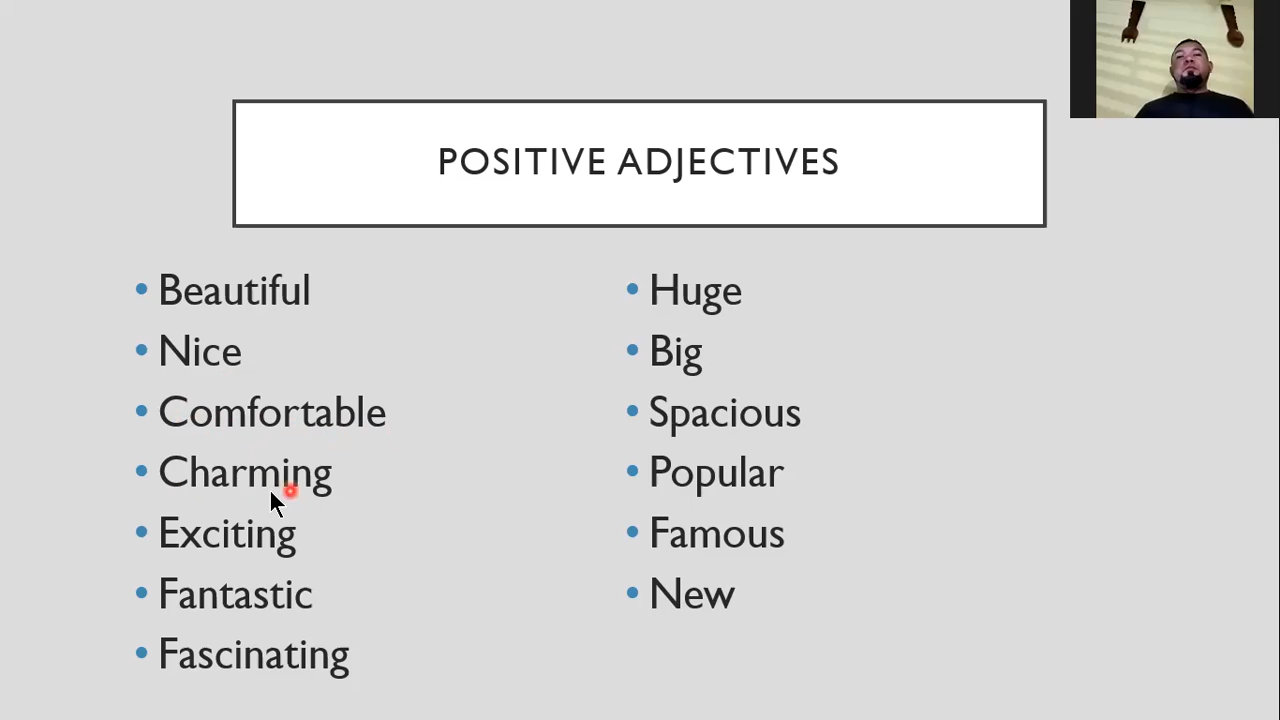 POSITIVE ADJECTIVES
• Beautiful
• Nice
• Comfortable
• Charming
• Exciting
• Fantastic
• Fascinating
• Huge
• Big
• Spacious
• Popular
• Famous
• New